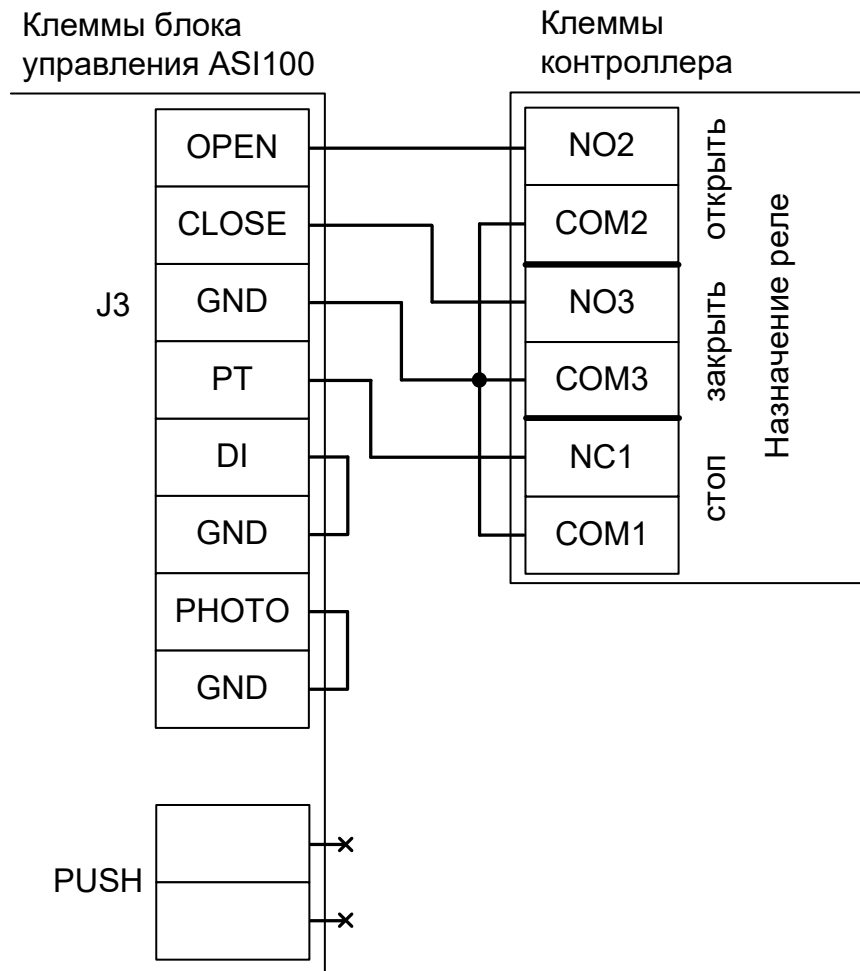 Клеммы блока
управления ASI100
Клеммы
контроллера
J3
OPEN
CLOSE
GND
PT
DI
GND
PHOTO
GND
PUSH
NO2
COM2
NO3
COM3
NC1
COM1
открыть
закрыть
стоп
Назначение реле